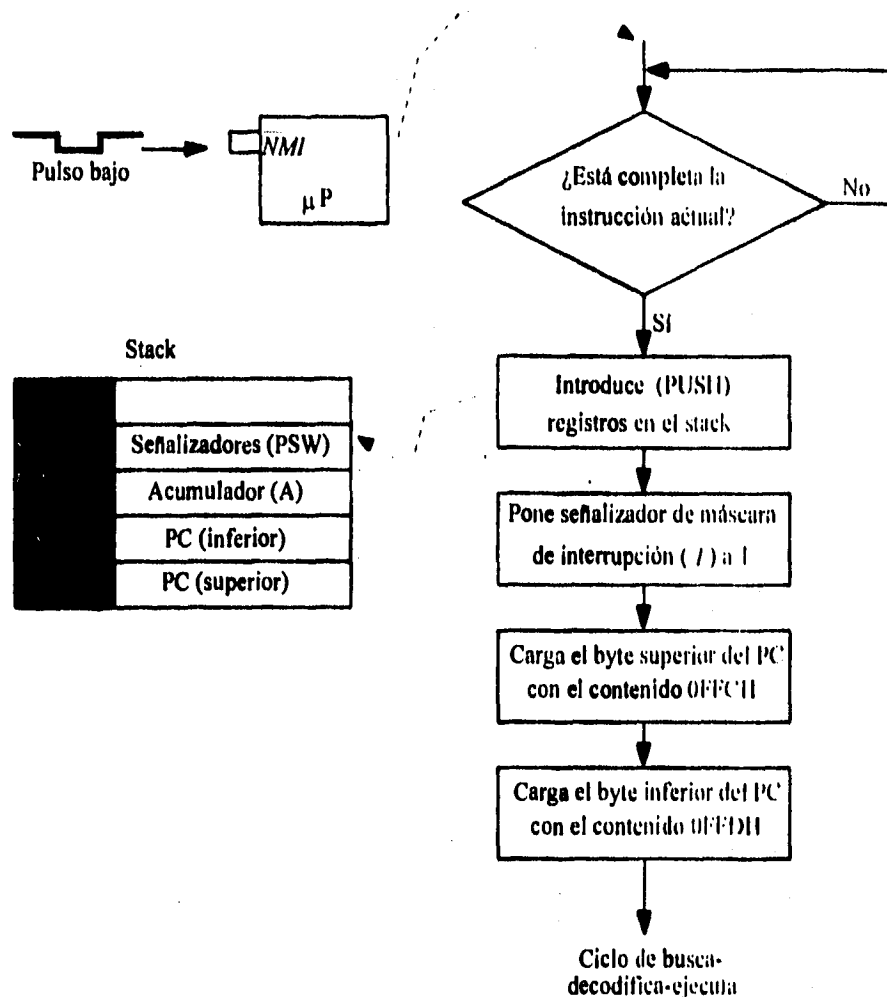 NMI
Pulso bajo
μP
¿Está completa la
instrucción actual?
No
Sí
Stack
Señalizadores (PSW)
Acumulador (A)
PC (inferior)
PC (superior)
Introduce (PUSH)
registros en el stack
Pone señalizador de máscara
de interrupción ( I ) a 1
Carga el byte superior del PC
con el contenido 0FFCH
Carga el byte inferior del PC
con el contenido 0FFDH
Ciclo de busca-
decodifica-ejecuta